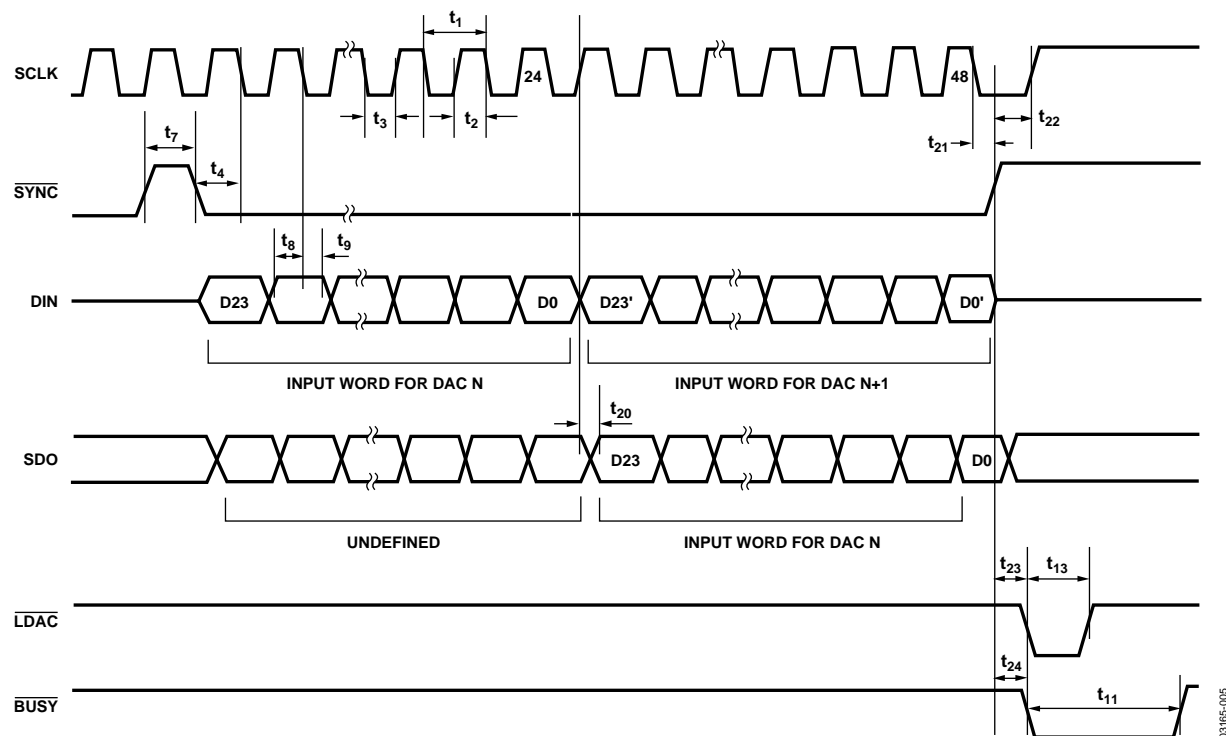 t1
SCLK
24
48
t3
t2
t22
t21
t7
t4
SYNC
t8
t9
DIN
D23
D0
D23'
D0'
INPUT WORD FOR DAC N
INPUT WORD FOR DAC N+1
t20
SDO
D23
D0
UNDEFINED
INPUT WORD FOR DAC N
t23
t13
LDAC
t24
t11
BUSY
03165-005